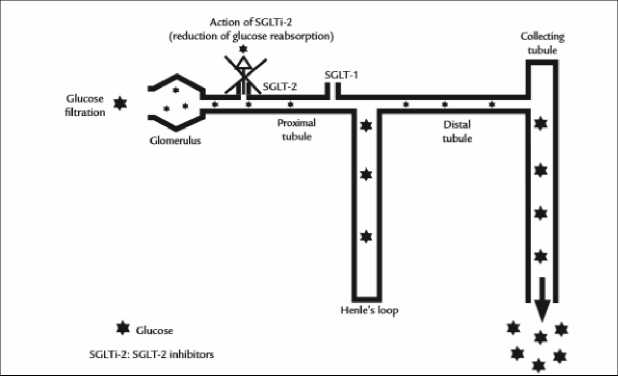 Action of SGLTi-2
(reduction of glucose reabsorption)
Collecting
tubule
SGLT-1
SGLT-2
Glucose
filtration
Glomerulus
Proximal
tubule
Distal
tubule
Henle's loop
Glucose
SGLTi-2: SGLT-2 inhibitors